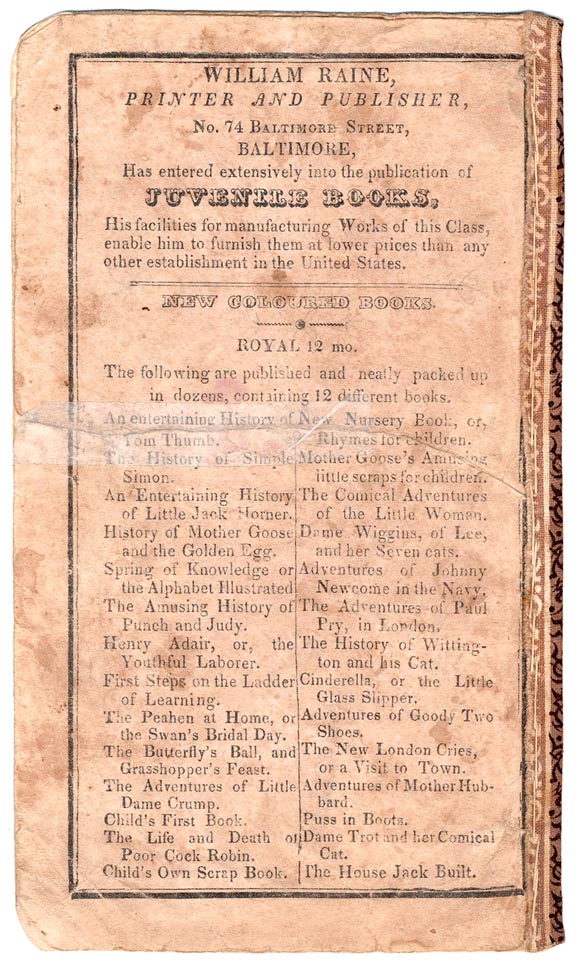 WILLIAM RAINE,
PRINTER AND PUBLISHER,
No. 74 BALTIMORE STREET,
BALTIMORE,
Has entered extensively into the publication of
JUVENILE BOOKS,
His facilities for manufacturing Works of this Class,
enable him to furnish them at lower prices than any
other establishment in the United States.
NEW COLOURED BOOKS.
ROYAL 12 mo.
The following are published and neatly packed up
in dozens, containing 12 different books.
An entertaining History of
Tom Thumb.
The History of Simple
Simon.
An Entertaining History
of Little Jack Horner.
History of Mother Goose
and the Golden Egg.
Spring of Knowledge or
the Alphabet Illustrated
The Amusing History of
Punch and Judy.
Henry Adair, or, the
Youthful Laborer.
First Steps on the Ladder
of Learning.
The Peahen at Home, or
the Swan's Bridal Day.
The Butterfly's Ball, and
Grasshopper's Feast.
The Adventures of Little
Dame Crump.
Child's First Book.
The Life and Death of
Poor Cock Robin.
Child's Own Scrap Book.
New Nursery Book, or,
Rhymes for children.
Mother Goose's Amusing
little scraps for children.
The Comical Adventures
of the Little Woman.
Dame Wiggins, of Lee,
and her Seven cats.
Adventures of Johnny
Newcome in the Navy.
The Adventures of Paul
Pry, in London.
The History of Witting-
ton and his Cat.
Cinderella, or the Little
Glass Slipper.
Adventures of Goody Two
Shoes.
The New London Cries,
or a Visit to Town.
Adventures of Mother Hub-
bard.
Puss in Boots.
Dame Trot and her Comical
Cat.
The House Jack Built.